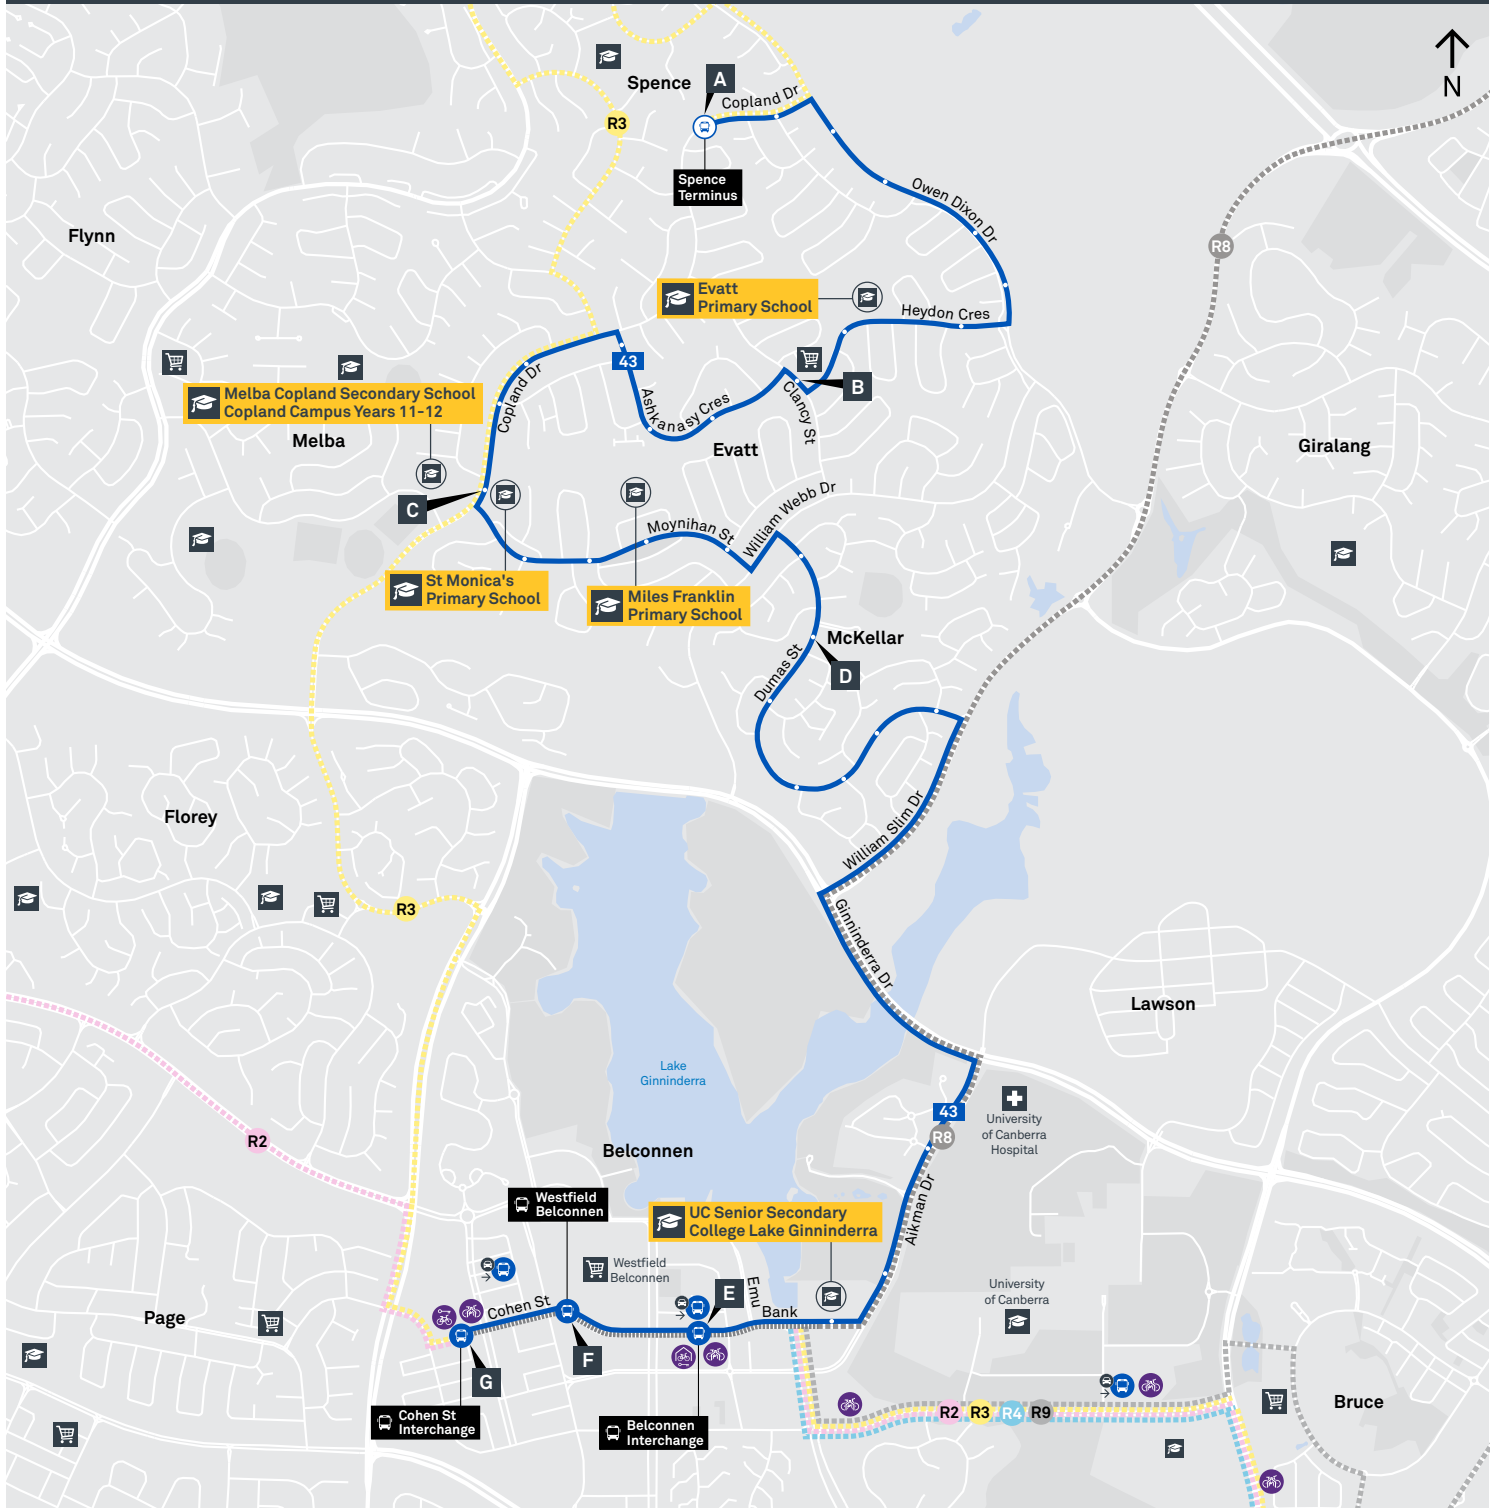 N
Spence
A
Copland Dr
R3
Spence
Terminus
Owen Dixon Dr
Flynn
R8
Evatt
Primary School
Heydon Cres
43
B
Melba Copland Secondary School
Copland Campus Years 11-12
Copland Dr
Ashkanasy Cres
Clancy St
Melba
Evatt
Giralang
C
William Webb Dr
Moynihan St
St Monica's
Primary School
Miles Franklin
Primary School
McKellar
Dumas St
D
Florey
William Slim Dr
R3
Ginninderra Dr
Lawson
Lake
Ginninderra
43
R8
University
of Canberra
Hospital
R2
Belconnen
Westfield
Belconnen
UC Senior Secondary
College Lake Ginninderra
Aikman Dr
Westfield
Belconnen
University
of Canberra
Page
Cohen St
E
Emu
Bank
F
G
Cohen St
Interchange
Belconnen
Interchange
R2
R3
R4
R9
Bruce